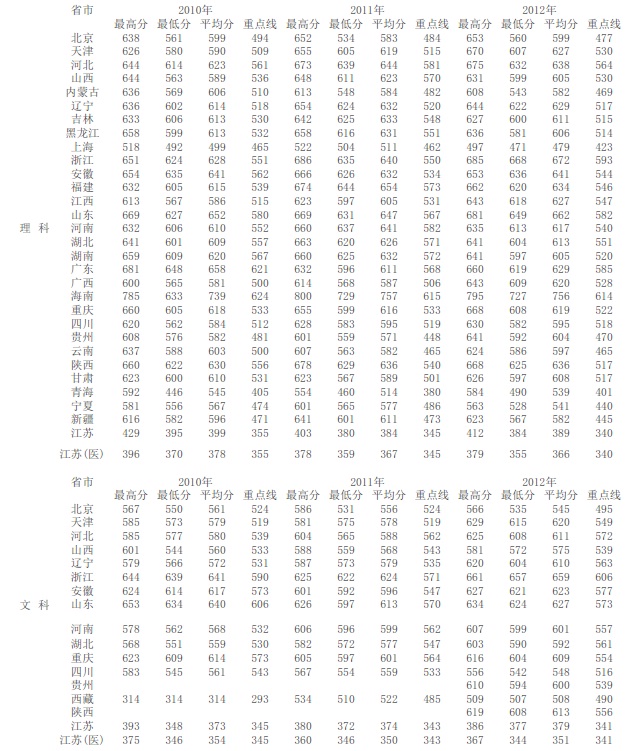 省市 2010年 2011年 2012年
最高分 最低分 平均分 重点线 最高分 最低分 平均分 重点线 最高分 最低分 平均分 重点线
北京 638 561 599 494 652 534 583 484 653 560 599 477
天津 626 580 590 509 655 605 619 515 670 607 627 530
河北 644 614 623 561 673 639 644 581 675 632 638 564
山西 644 563 589 536 648 611 623 570 631 599 605 530
内蒙古 636 569 606 510 613 548 584 482 608 543 582 469
辽宁 636 602 614 518 654 624 632 520 644 622 629 517
吉林 633 606 613 530 642 625 633 548 627 600 611 515
黑龙江 658 599 613 532 658 616 631 551 636 581 606 514
上海 518 492 499 465 522 504 511 462 497 471 479 423
浙江 651 624 628 551 686 635 640 550 685 668 672 593
安徽 654 635 641 562 666 626 632 534 653 636 641 544
福建 632 605 615 539 674 644 654 573 662 620 634 546
江西 613 567 586 515 623 597 605 531 643 618 627 547
山东 669 627 652 580 669 631 647 567 681 649 662 582
理 科 河南 632 606 610 552 660 637 641 582 635 613 617 540
湖北 641 601 609 557 663 620 626 571 641 604 613 551
湖南 659 609 620 567 660 625 632 572 641 597 605 520
广东 681 648 658 621 632 596 611 568 660 619 629 585
广西 600 565 581 500 614 568 587 506 643 609 620 528
海南 785 633 739 624 800 729 757 615 795 727 756 614
重庆 660 605 618 533 655 599 616 533 668 608 619 522
四川 620 562 584 512 628 583 595 519 630 582 595 518
贵州 608 576 582 481 601 559 571 448 641 592 604 470
云南 637 588 603 500 607 563 582 465 624 586 597 465
陕西 660 622 630 556 678 629 636 540 668 625 636 517
甘肃 623 600 610 531 623 567 589 501 626 597 608 517
青海 592 446 545 405 554 460 514 380 584 490 539 401
宁夏 581 556 567 474 601 565 577 486 563 528 541 440
新疆 616 582 596 471 641 601 611 473 623 567 582 445
江苏 429 395 399 355 403 380 384 345 412 384 389 340
江苏(医) 396 370 378 355 378 359 367 345 379 355 366 340
省市 2010年 2011年 2012年
最高分 最低分 平均分 重点线 最高分 最低分 平均分 重点线 最高分 最低分 平均分 重点线
北京 567 550 561 524 586 531 556 524 566 535 545 495
天津 585 573 579 519 581 575 578 519 629 615 620 549
河北 585 577 580 539 604 565 588 562 625 608 611 572
山西 601 544 560 533 588 559 568 543 581 572 575 539
辽宁 579 566 572 531 587 573 579 535 620 604 610 563
浙江 644 639 641 590 625 622 624 571 661 657 659 606
安徽 624 614 617 573 601 592 596 547 627 621 623 577
文 科 山东 653 634 640 606 626 597 613 570 634 624 627 573
河南 578 562 568 532 606 596 599 562 607 599 601 557
湖北 568 551 559 530 582 572 577 547 603 590 592 561
重庆 623 609 614 573 605 597 601 564 616 604 609 554
四川 583 545 561 543 567 554 559 533 556 542 548 516
贵州 610 594 600 539
西藏 314 314 314 293 534 510 522 485 509 507 508 490
陕西 619 608 613 556
江苏 393 348 373 345 380 372 374 343 386 377 379 341
江苏(医) 375 346 354 345 360 346 350 343 367 344 351 341